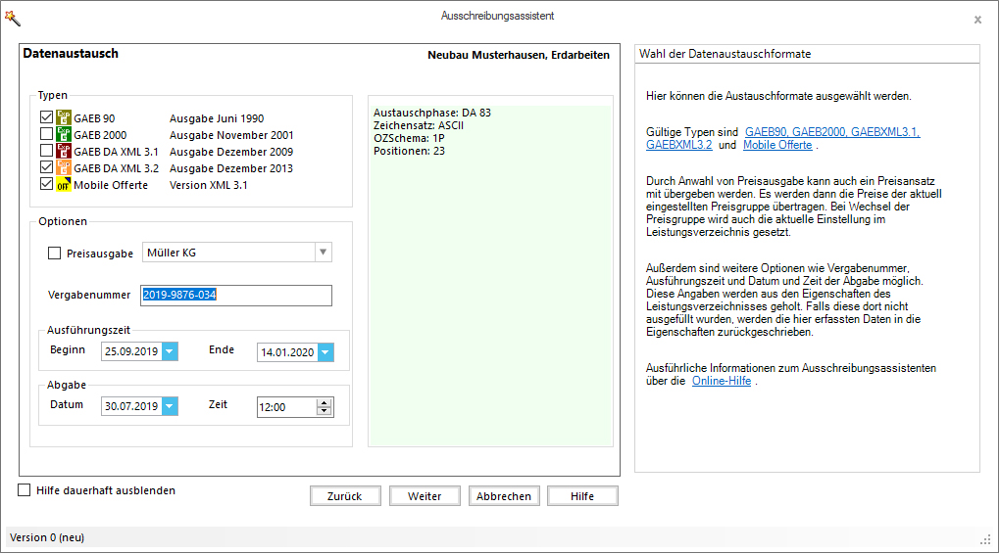 Ausschreibungsassistent
x
Datenaustausch
Neubau Musterhausen, Erdarbeiten
Typen
GAEB 90 Ausgabe Juni 1990
GAEB 2000 Ausgabe November 2001
GAEB DA XML 3.1 Ausgabe Dezember 2009
GAEB DA XML 3.2 Ausgabe Dezember 2013
OFF Mobile Offerte Version XML 3.1
Optionen
Preisausgabe Müller KG
Vergabenummer 2019-9876-034
Ausführungszeit
Beginn 25.09.2019 Ende 14.01.2020
Abgabe
Datum 30.07.2019 Zeit 12:00
Austauschphase: DA 83
Zeichensatz: ASCII
OZSchema: 1P
Positionen: 23
Wahl der Datenaustauschformate
Hier können die Austauschformate ausgewählt werden.
Gültige Typen sind GAEB90, GAEB2000, GAEBXML3.1,
GAEBXML3.2 und Mobile Offerte .
Durch Anwahl von Preisausgabe kann auch ein Preisansatz
mit übergeben werden. Es werden dann die Preise der aktuell
eingestellten Preisgruppe übertragen. Bei Wechsel der
Preisgruppe wird auch die aktuelle Einstellung im
Leistungsverzeichnis gesetzt.
Außerdem sind weitere Optionen wie Vergabenummer,
Ausführungszeit und Datum und Zeit der Abgabe möglich.
Diese Angaben werden aus den Eigenschaften des
Leistungsverzeichnisses geholt. Falls diese dort nicht
ausgefüllt wurden, werden die hier erfassten Daten in die
Eigenschaften zurückgeschrieben.
Ausführliche Informationen zum Ausschreibungsassistenten
über die Online-Hilfe .
Hilfe dauerhaft ausblenden
Zurück Weiter Abbrechen Hilfe
Version 0 (neu)